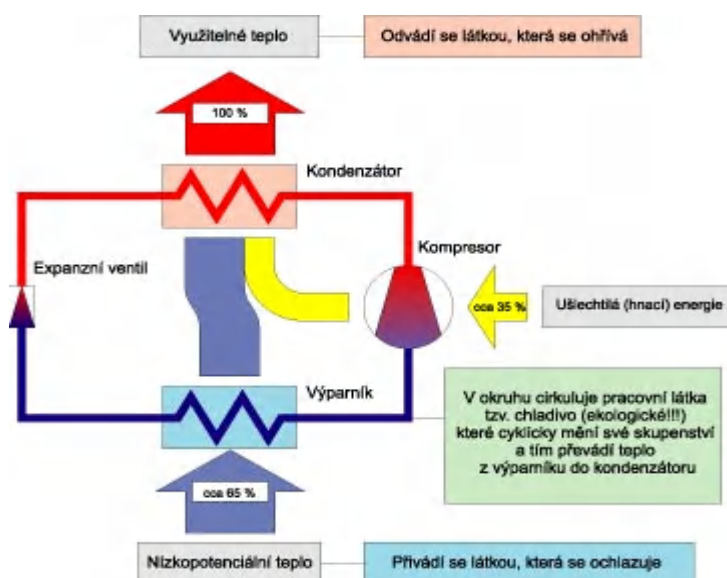 Využitelné teplo
Odvádí se látkou, která se ohřívá
100 %
Kondenzátor
Kompresor
Expanzní ventil
cca 35 %
Ušlechtilá (hnací) energie
Výparník
V okruhu cirkuluje pracovní látka
tzv. chladivo (ekologické!!!)
které cyklicky mění své skupenství
a tím převádí teplo
z výparníku do kondenzátoru
cca 65 %
Nízkopotenciální teplo
Přivádí se látkou, která se ochlazuje